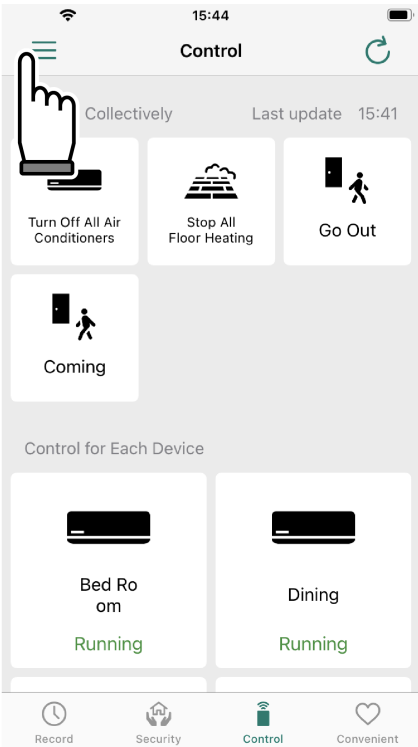 15:44
Control
Collectively
Last update 15:41
Turn Off All Air
Conditioners
Stop All
Floor Heating
Go Out
Coming
Control for Each Device
Bed Ro
om
Running
Dining
Running
Record
Security
Control
Convenient